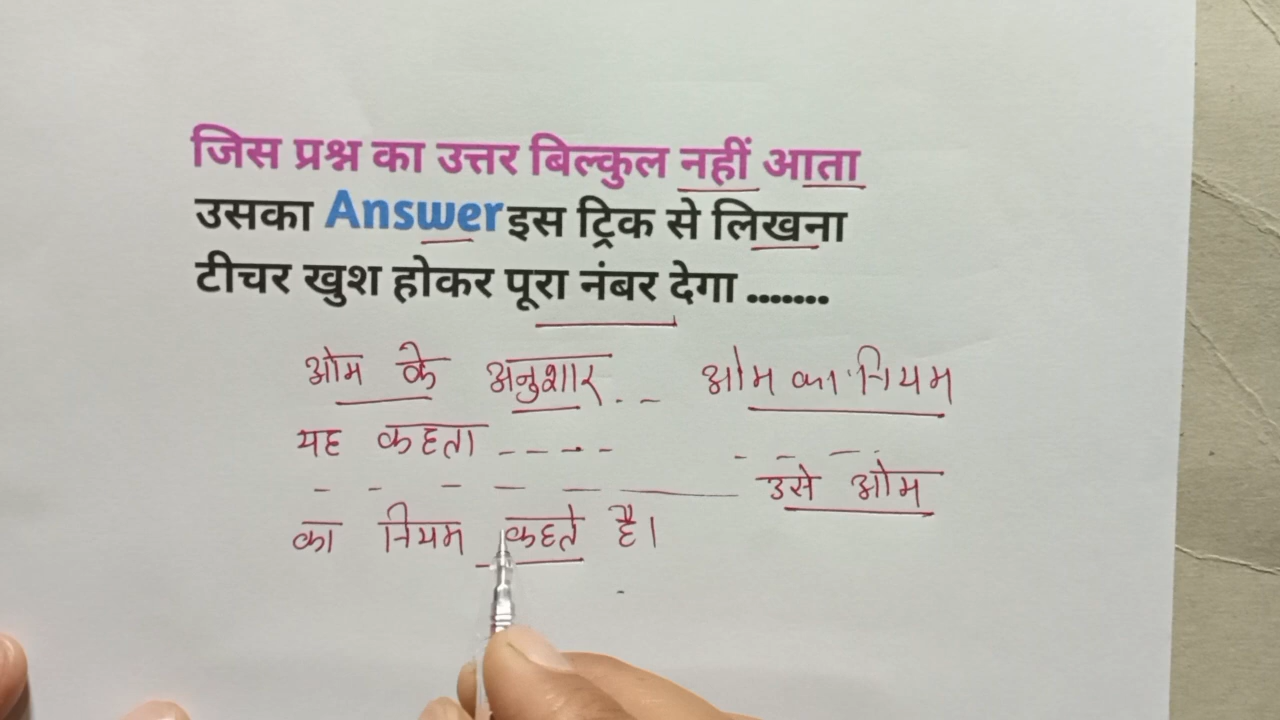 जिस प्रश्न का उत्तर बिल्कुल नहीं आता
उसका Answer इस ट्रिक से लिखना
टीचर खुश होकर पूरा नंबर देगा .......
ओम के अनुशार.. ओम का नियम
यह कहता ----
- - - - - उसे ओम
का नियम कहते है।